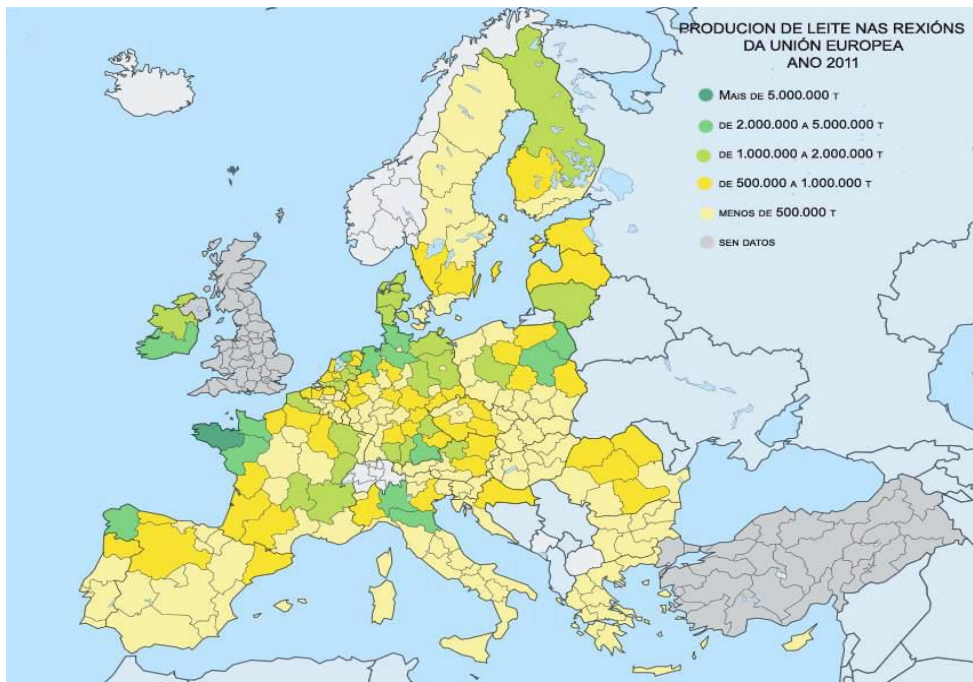 PRODUCION DE LEITE NAS REXIÓNS
DA UNIÓN EUROPEA
ANO 2011
MAIS DE 5.000.000 T
DE 2.000.000 A 5.000.000 T
DE 1.000.000 A 2.000.000 T
DE 500.000 A 1.000.000 T
MENOS DE 500.000 T
SEN DATOS